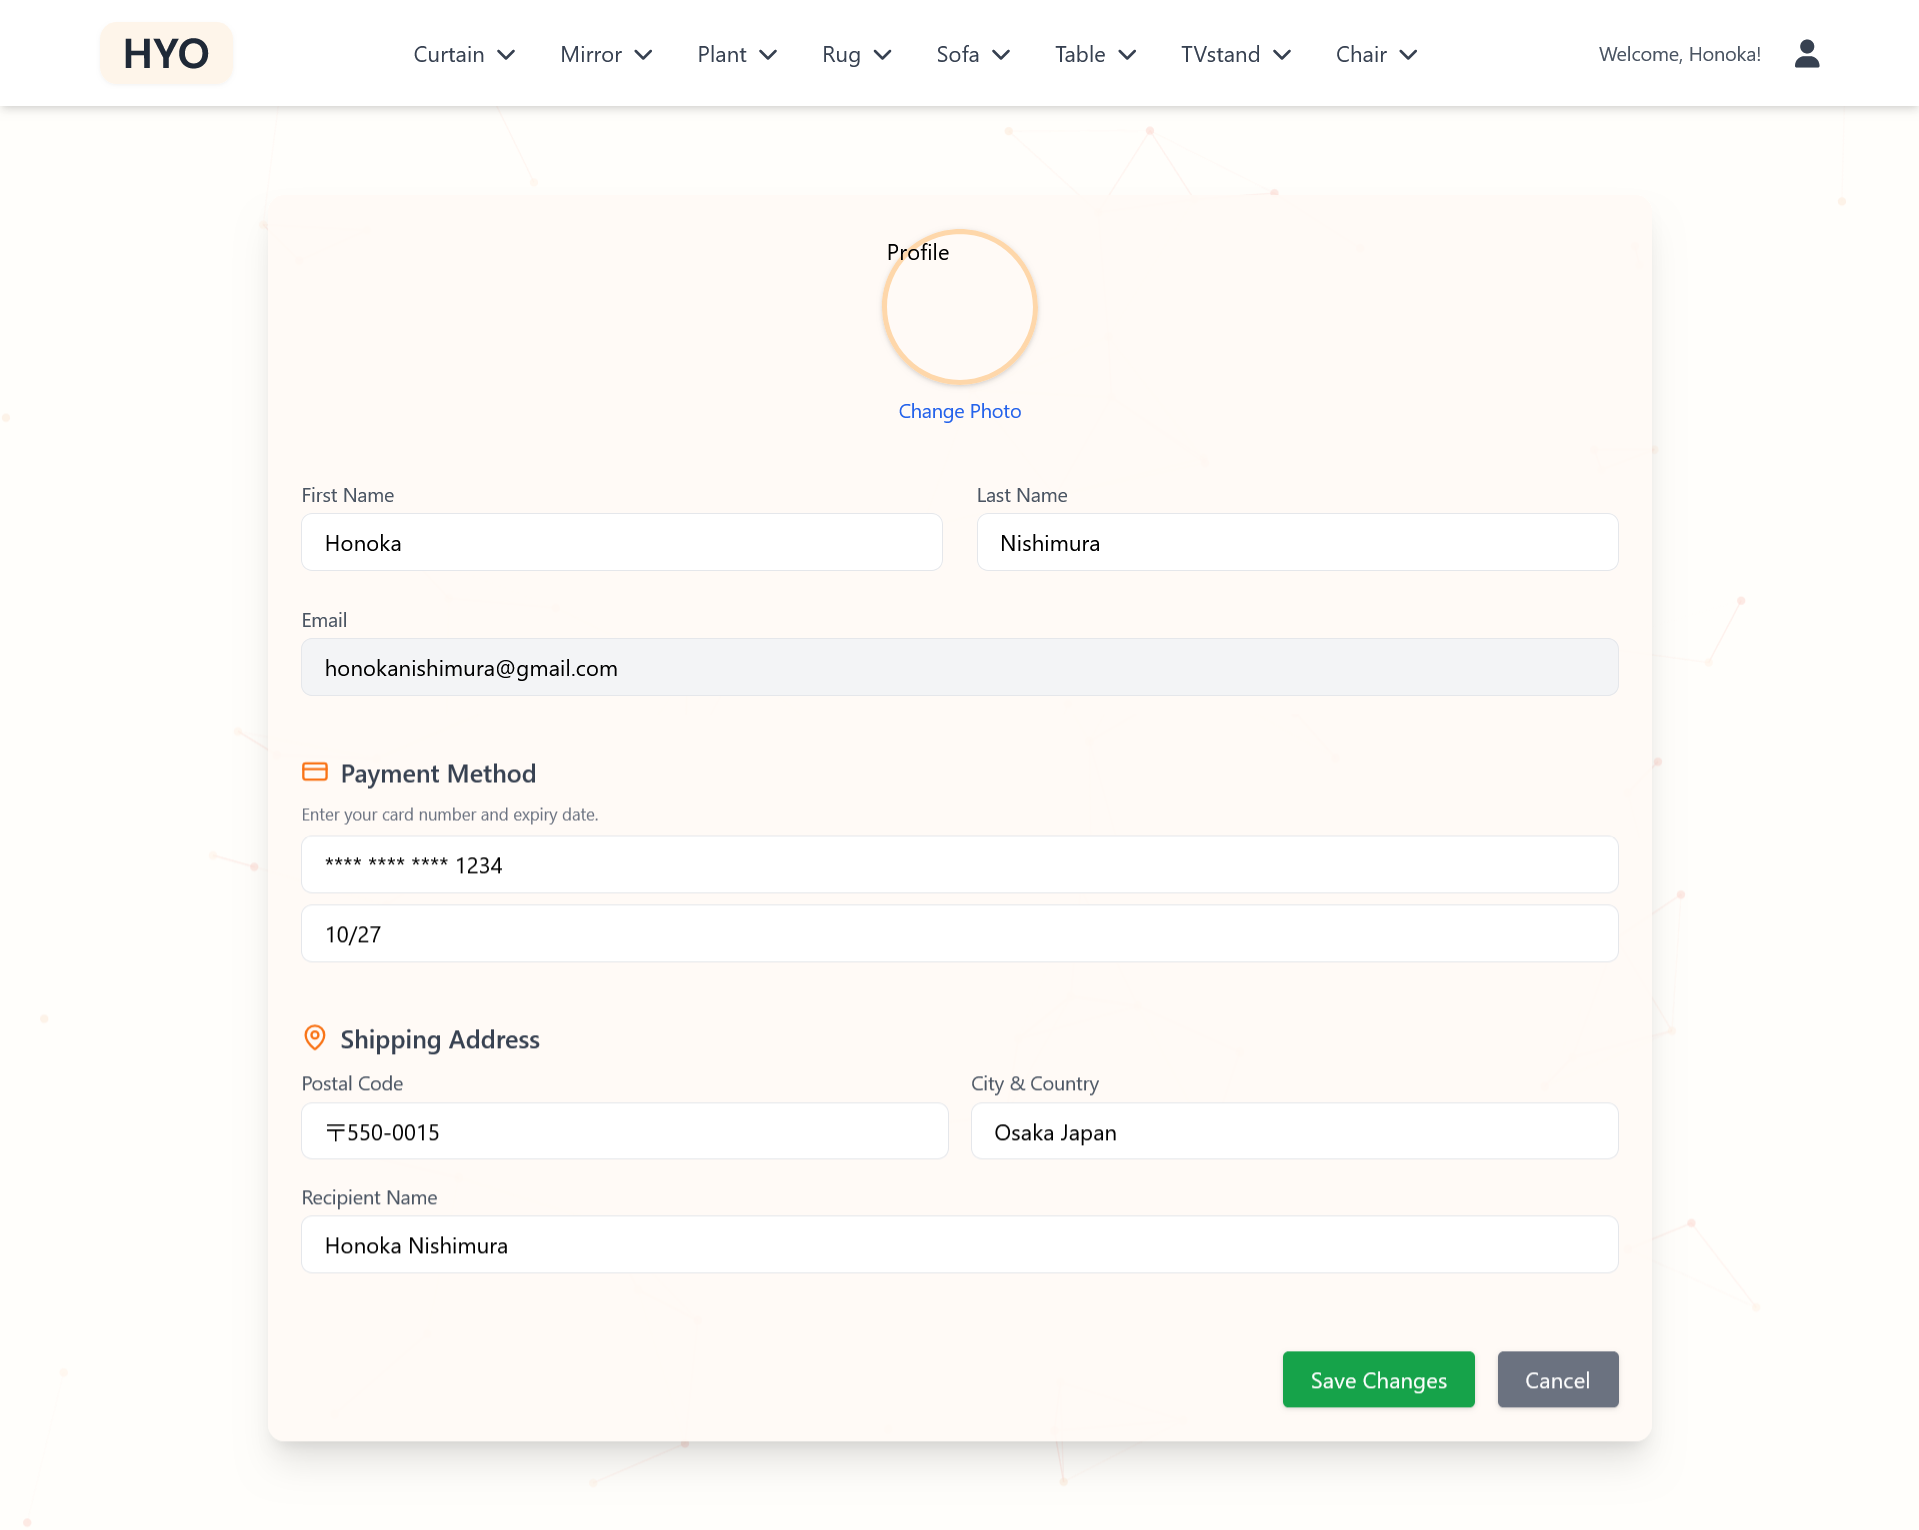 HYO
Curtain
Mirror
Plant
Rug
Sofa
Table
TVstand
Chair
Welcome, Honoka!
Profile
Change Photo
First Name
Honoka
Last Name
Nishimura
Email
honokanishimura@gmail.com
Payment Method
Enter your card number and expiry date.
**** **** **** 1234
10/27
Shipping Address
Postal Code
〒550-0015
City & Country
Osaka Japan
Recipient Name
Honoka Nishimura
Save Changes
Cancel